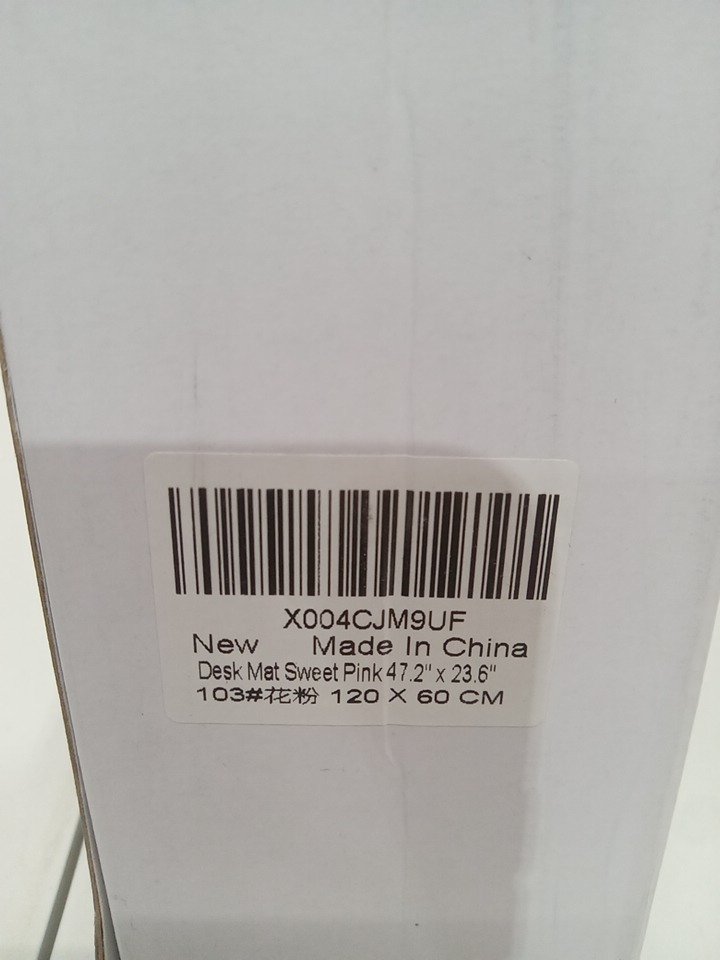 X004CJM9UF
New Made In China
Desk Mat Sweet Pink 47.2" x 23.6"
103#花粉 120 X 60 CM